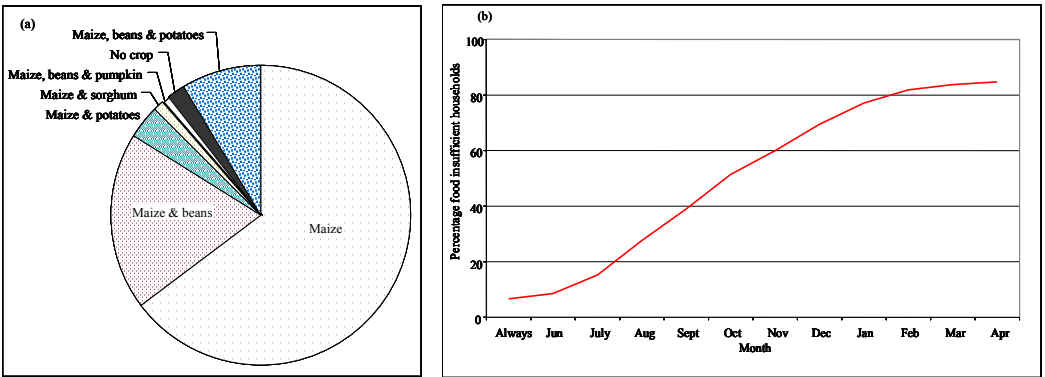 (a)
Maize, beans & potatoes
No crop
Maize, beans & pumpkin
Maize & sorghum
Maize & potatoes
Maize & beans
Maize
(b)
Percentage food insufficient households
100
80
60
40
20
0
Always Jun July Aug Sept Oct Nov Dec Jan Feb Mar Apr
Month